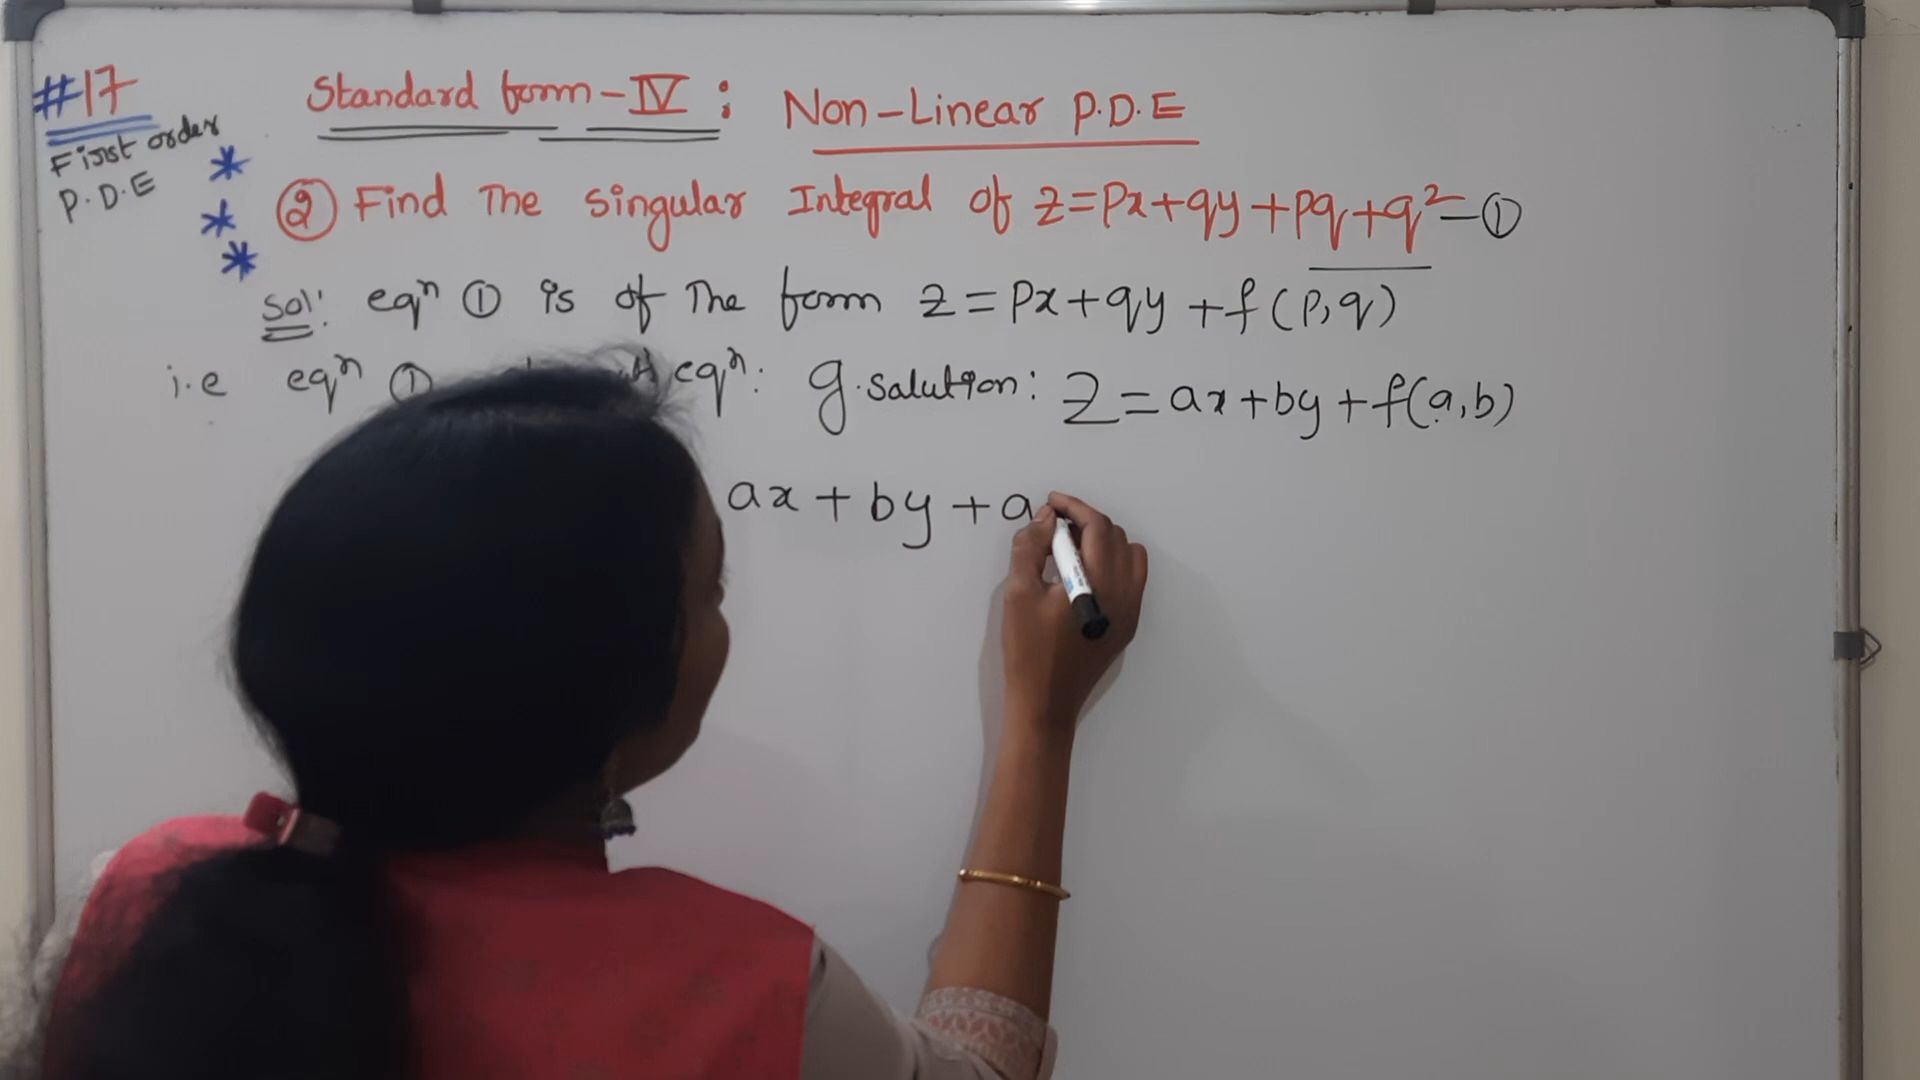 #17
First order
P.D.E
Standard form-IV : Non-Linear P.D.E
② Find The Singular Integral of z=px+qy+pq+q²-①
Sol: eqⁿ ① is of The form z=px+qy+f(p,q)
i.e eqⁿ ① eqⁿ: g.salution: Z=ax+by+f(a,b)
ax+by+a